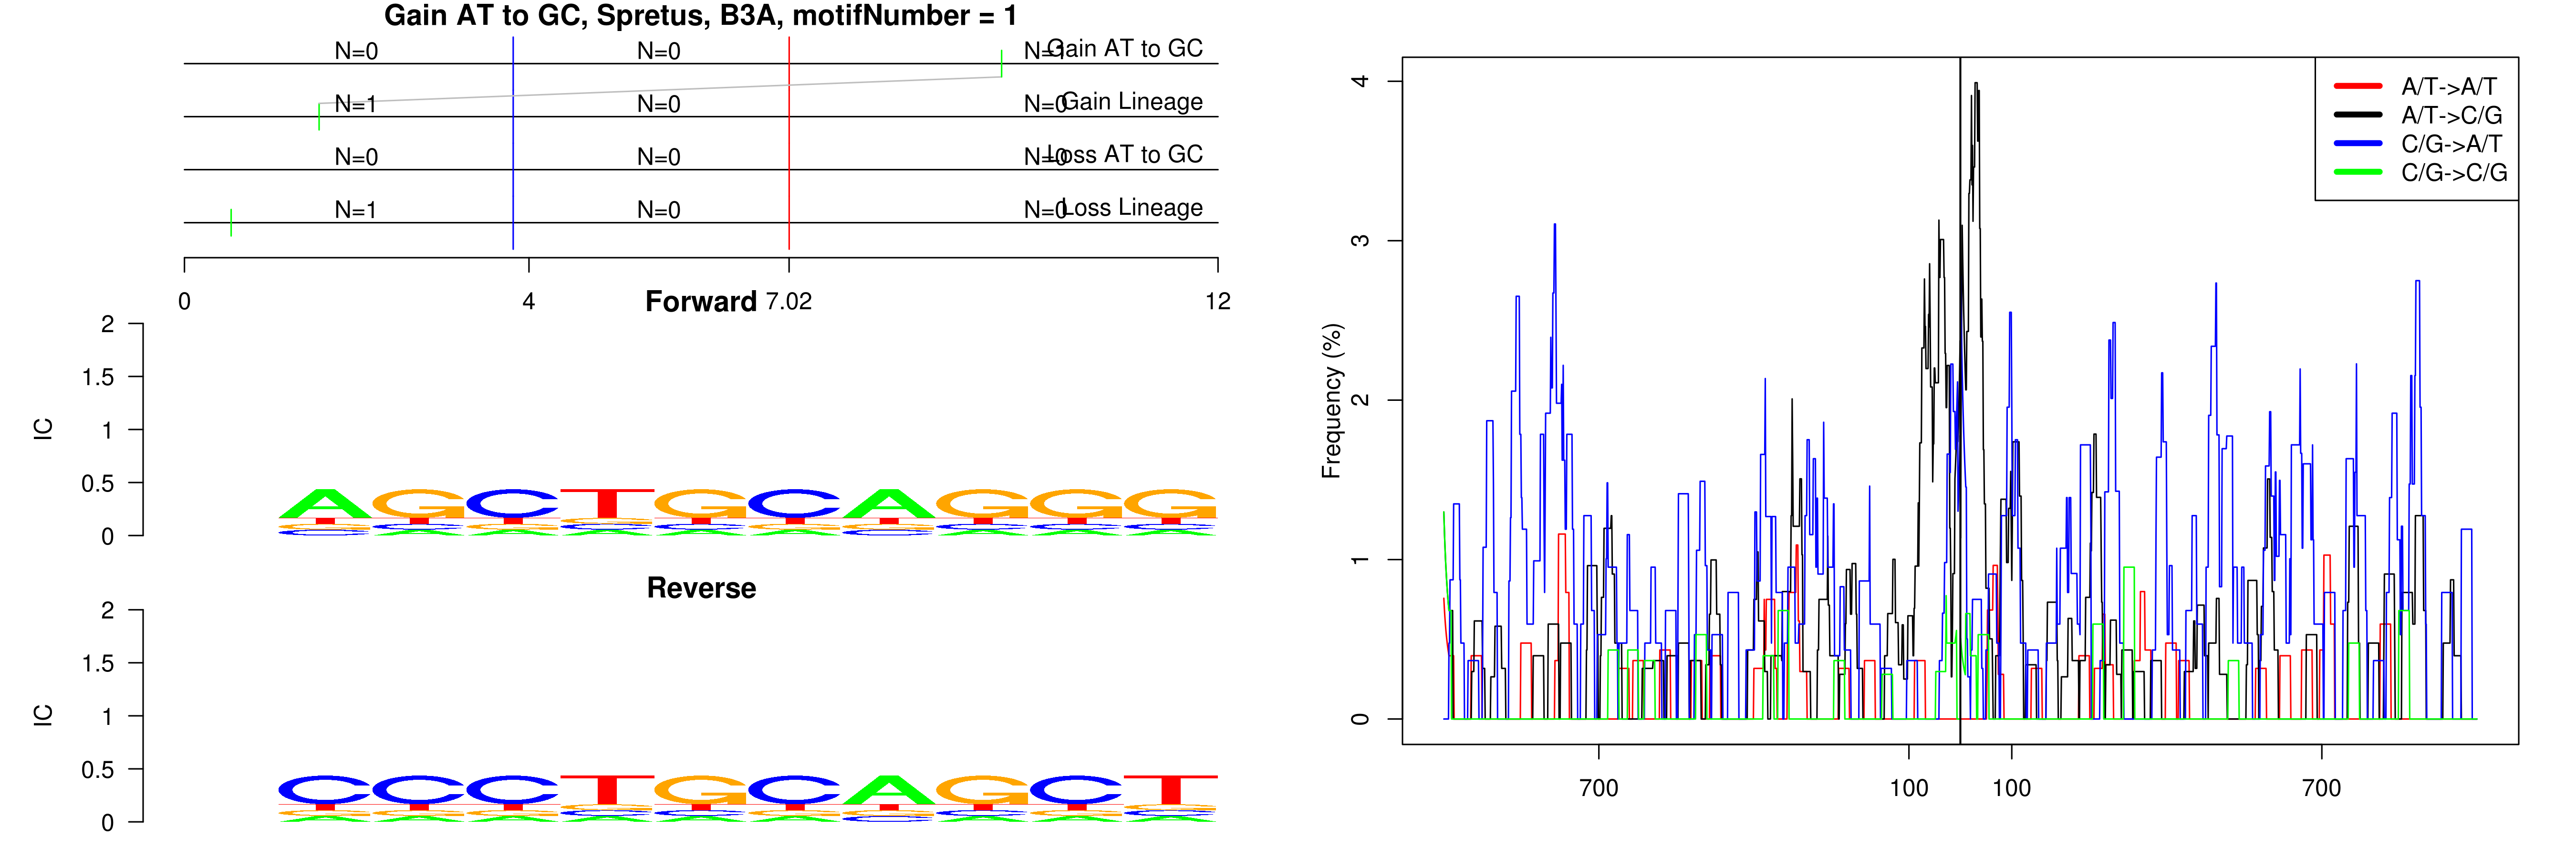 Gain AT to GC, Spretus, B3A, motifNumber = 1
N=0 N=0 N=1 Gain AT to GC
N=1 N=0 N=0 Gain Lineage
N=0 N=0 N=0 Loss AT to GC
N=1 N=0 N=0 Loss Lineage
0 4 7.02 12
Forward
IC
2
1.5
1
0.5
0
AGCTGCAGGG
Reverse
IC
2
1.5
1
0.5
0
CCCTGCAGCT
Frequency (%)
4
3
2
1
0
700 100 100 700
A/T->A/T
A/T->C/G
C/G->A/T
C/G->C/G